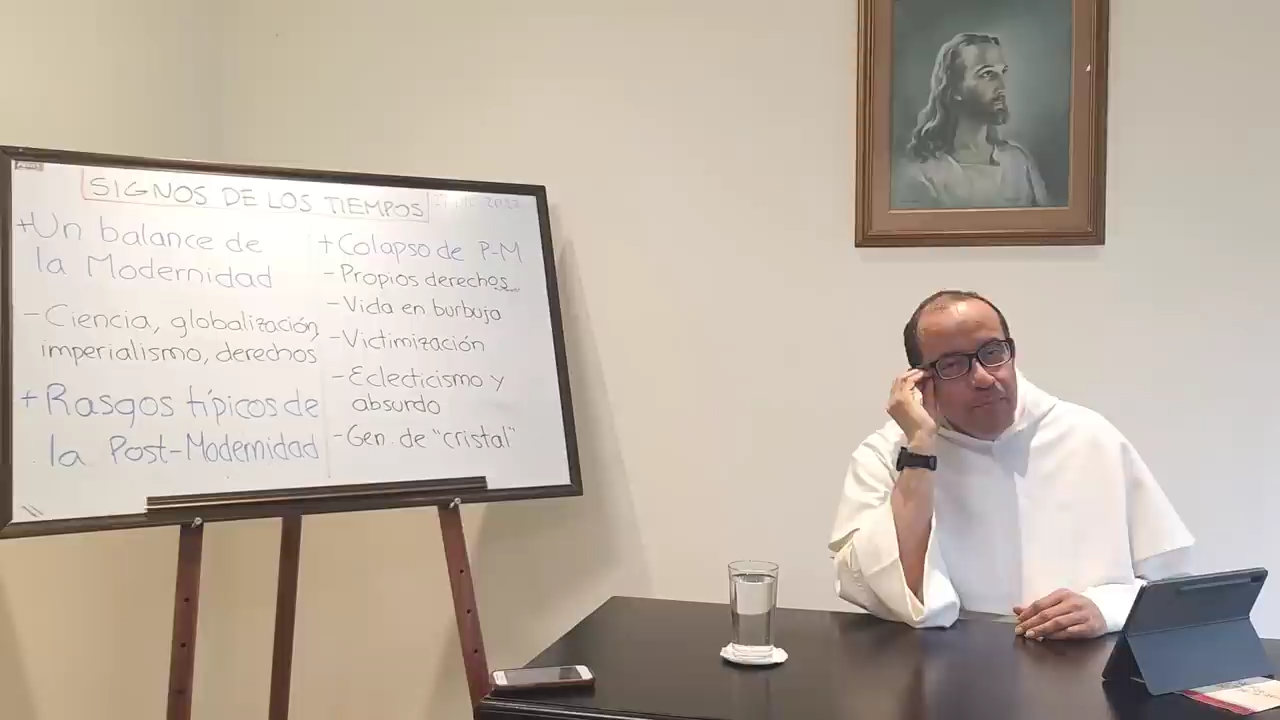 SIGNOS DE LOS TIEMPOS
+Un balance de
la Modernidad
-Ciencia, globalización,
imperialismo, derechos
+Rasgos típicos de
la Post-Modernidad
+Colapso de P-M
-Propios derechos
-Vida en burbuja
-Victimización
-Eclecticismo y
absurdo
-Gen. de "cristal"